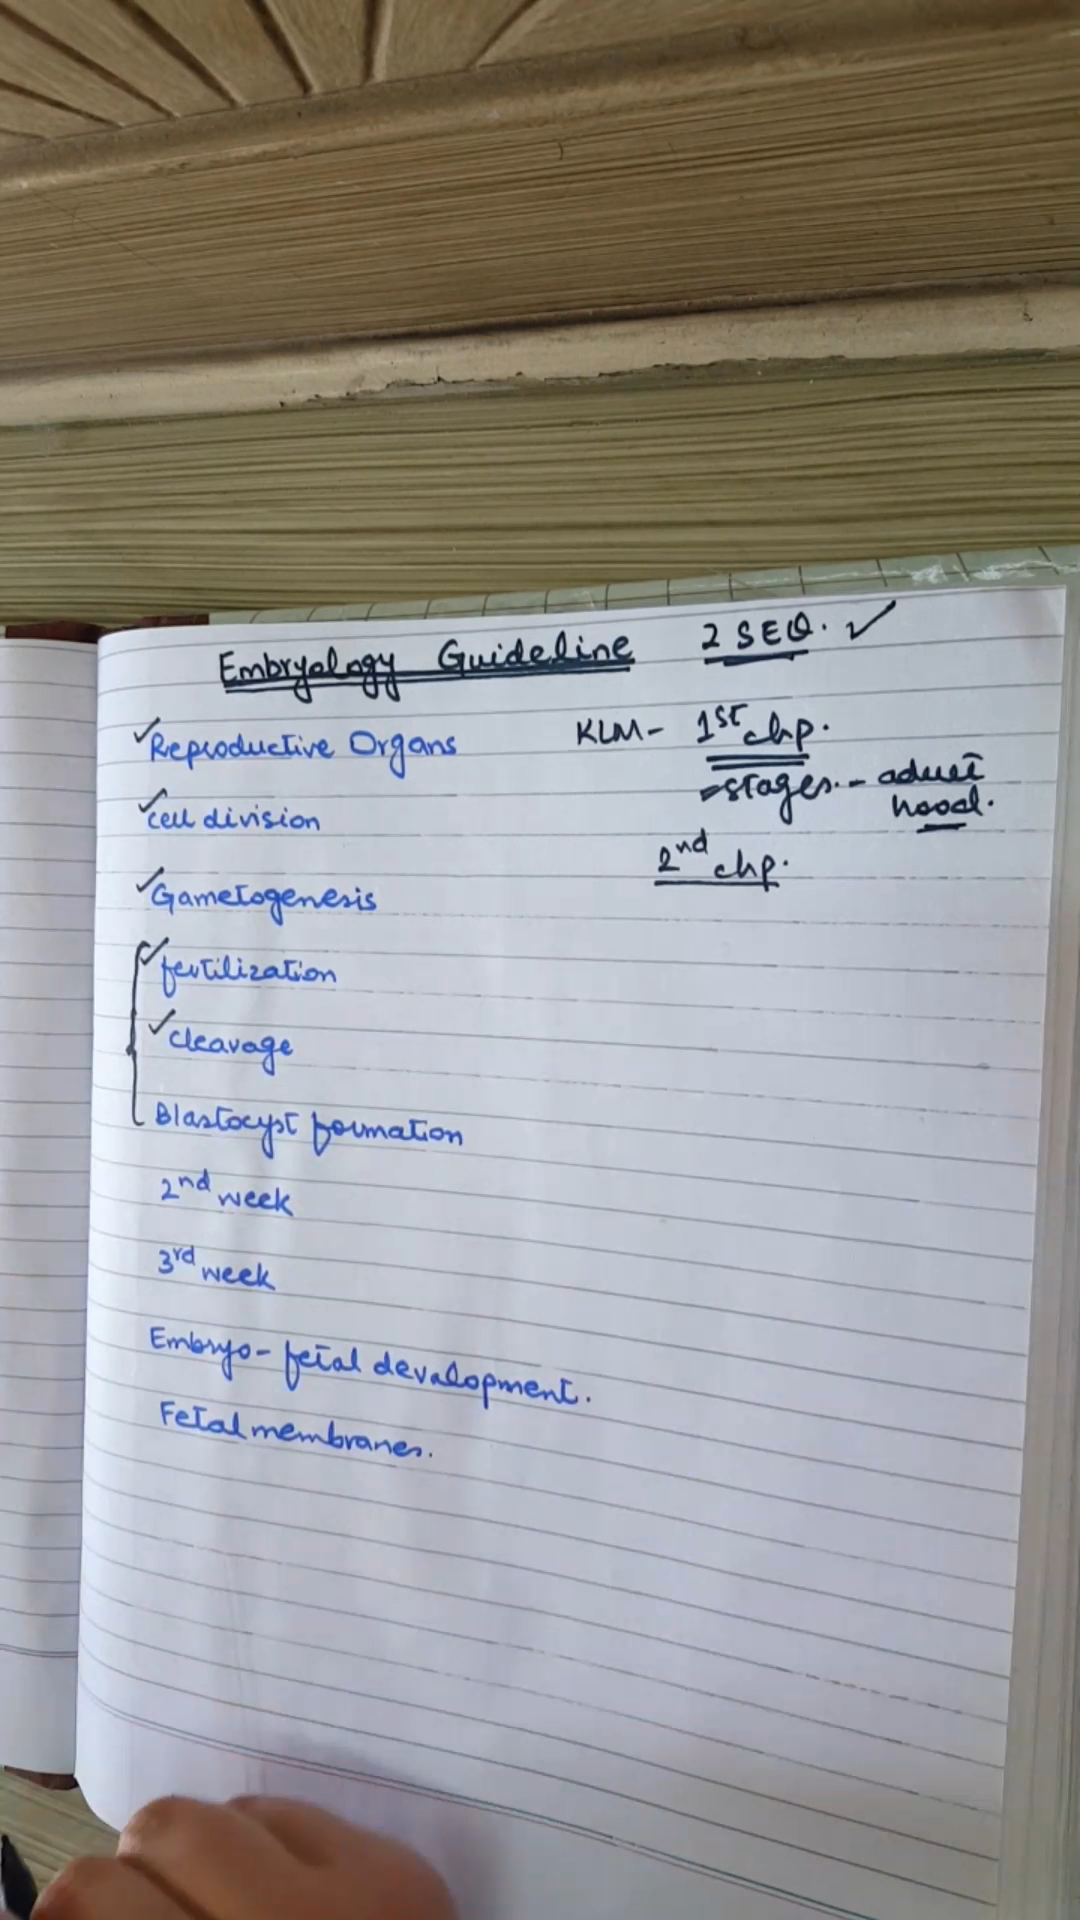 Embryology Guideline 2 SEQ.
Reproductive Organs
KLM- 1st chp.
stages. - adult
hood.
2nd chp.
cell division
Gametogenesis
fertilization
cleavage
Blastocyst formation
2nd week
3rd week
Embryo-fetal devalopment.
Fetal membranes.